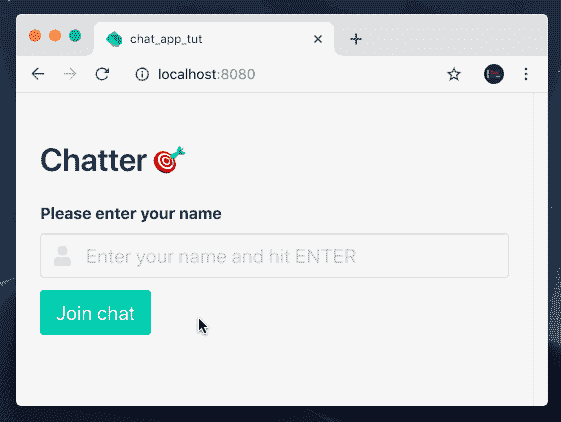 chat_app_tut
localhost:8080
Chatter 🎯
Please enter your name
Enter your name and hit ENTER
Join chat